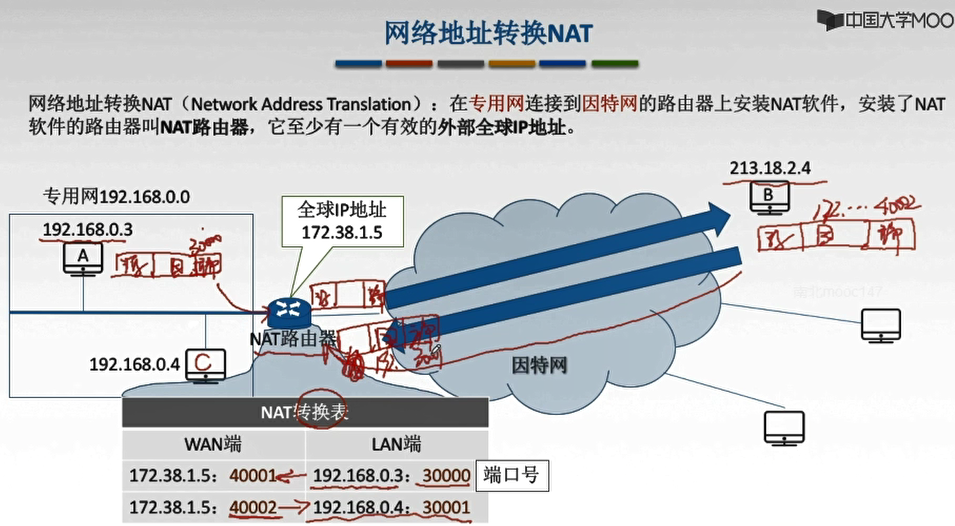 中国大学MOO
网络地址转换NAT
网络地址转换NAT（Network Address Translation）：在专用网连接到因特网的路由器上安装NAT软件，安装了NAT
软件的路由器叫NAT路由器，它至少有一个有效的外部全球IP地址。
213.18.2.4
专用网192.168.0.0
B
全球IP地址
172.38.1.5
172.… 4002
192.168.0.3
30000
A
源
目
端
NAT路由器
192.168.0.4
C
因特网
NAT转换表
WAN端
LAN端
172.38.1.5：40001
192.168.0.3：30000
端口号
172.38.1.5：40002
192.168.0.4：30001